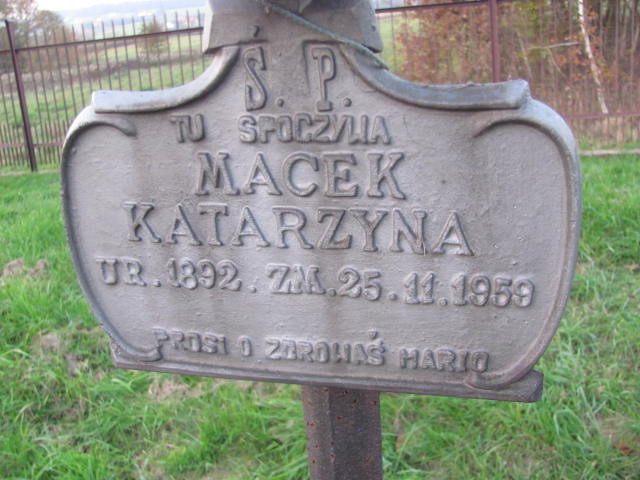 Ś. P.
TU SPOCZYWA
MACEK
KATARZYNA
UR. 1892. ZM. 25.11.1959
PROSI O ZDROWAŚ MARIO